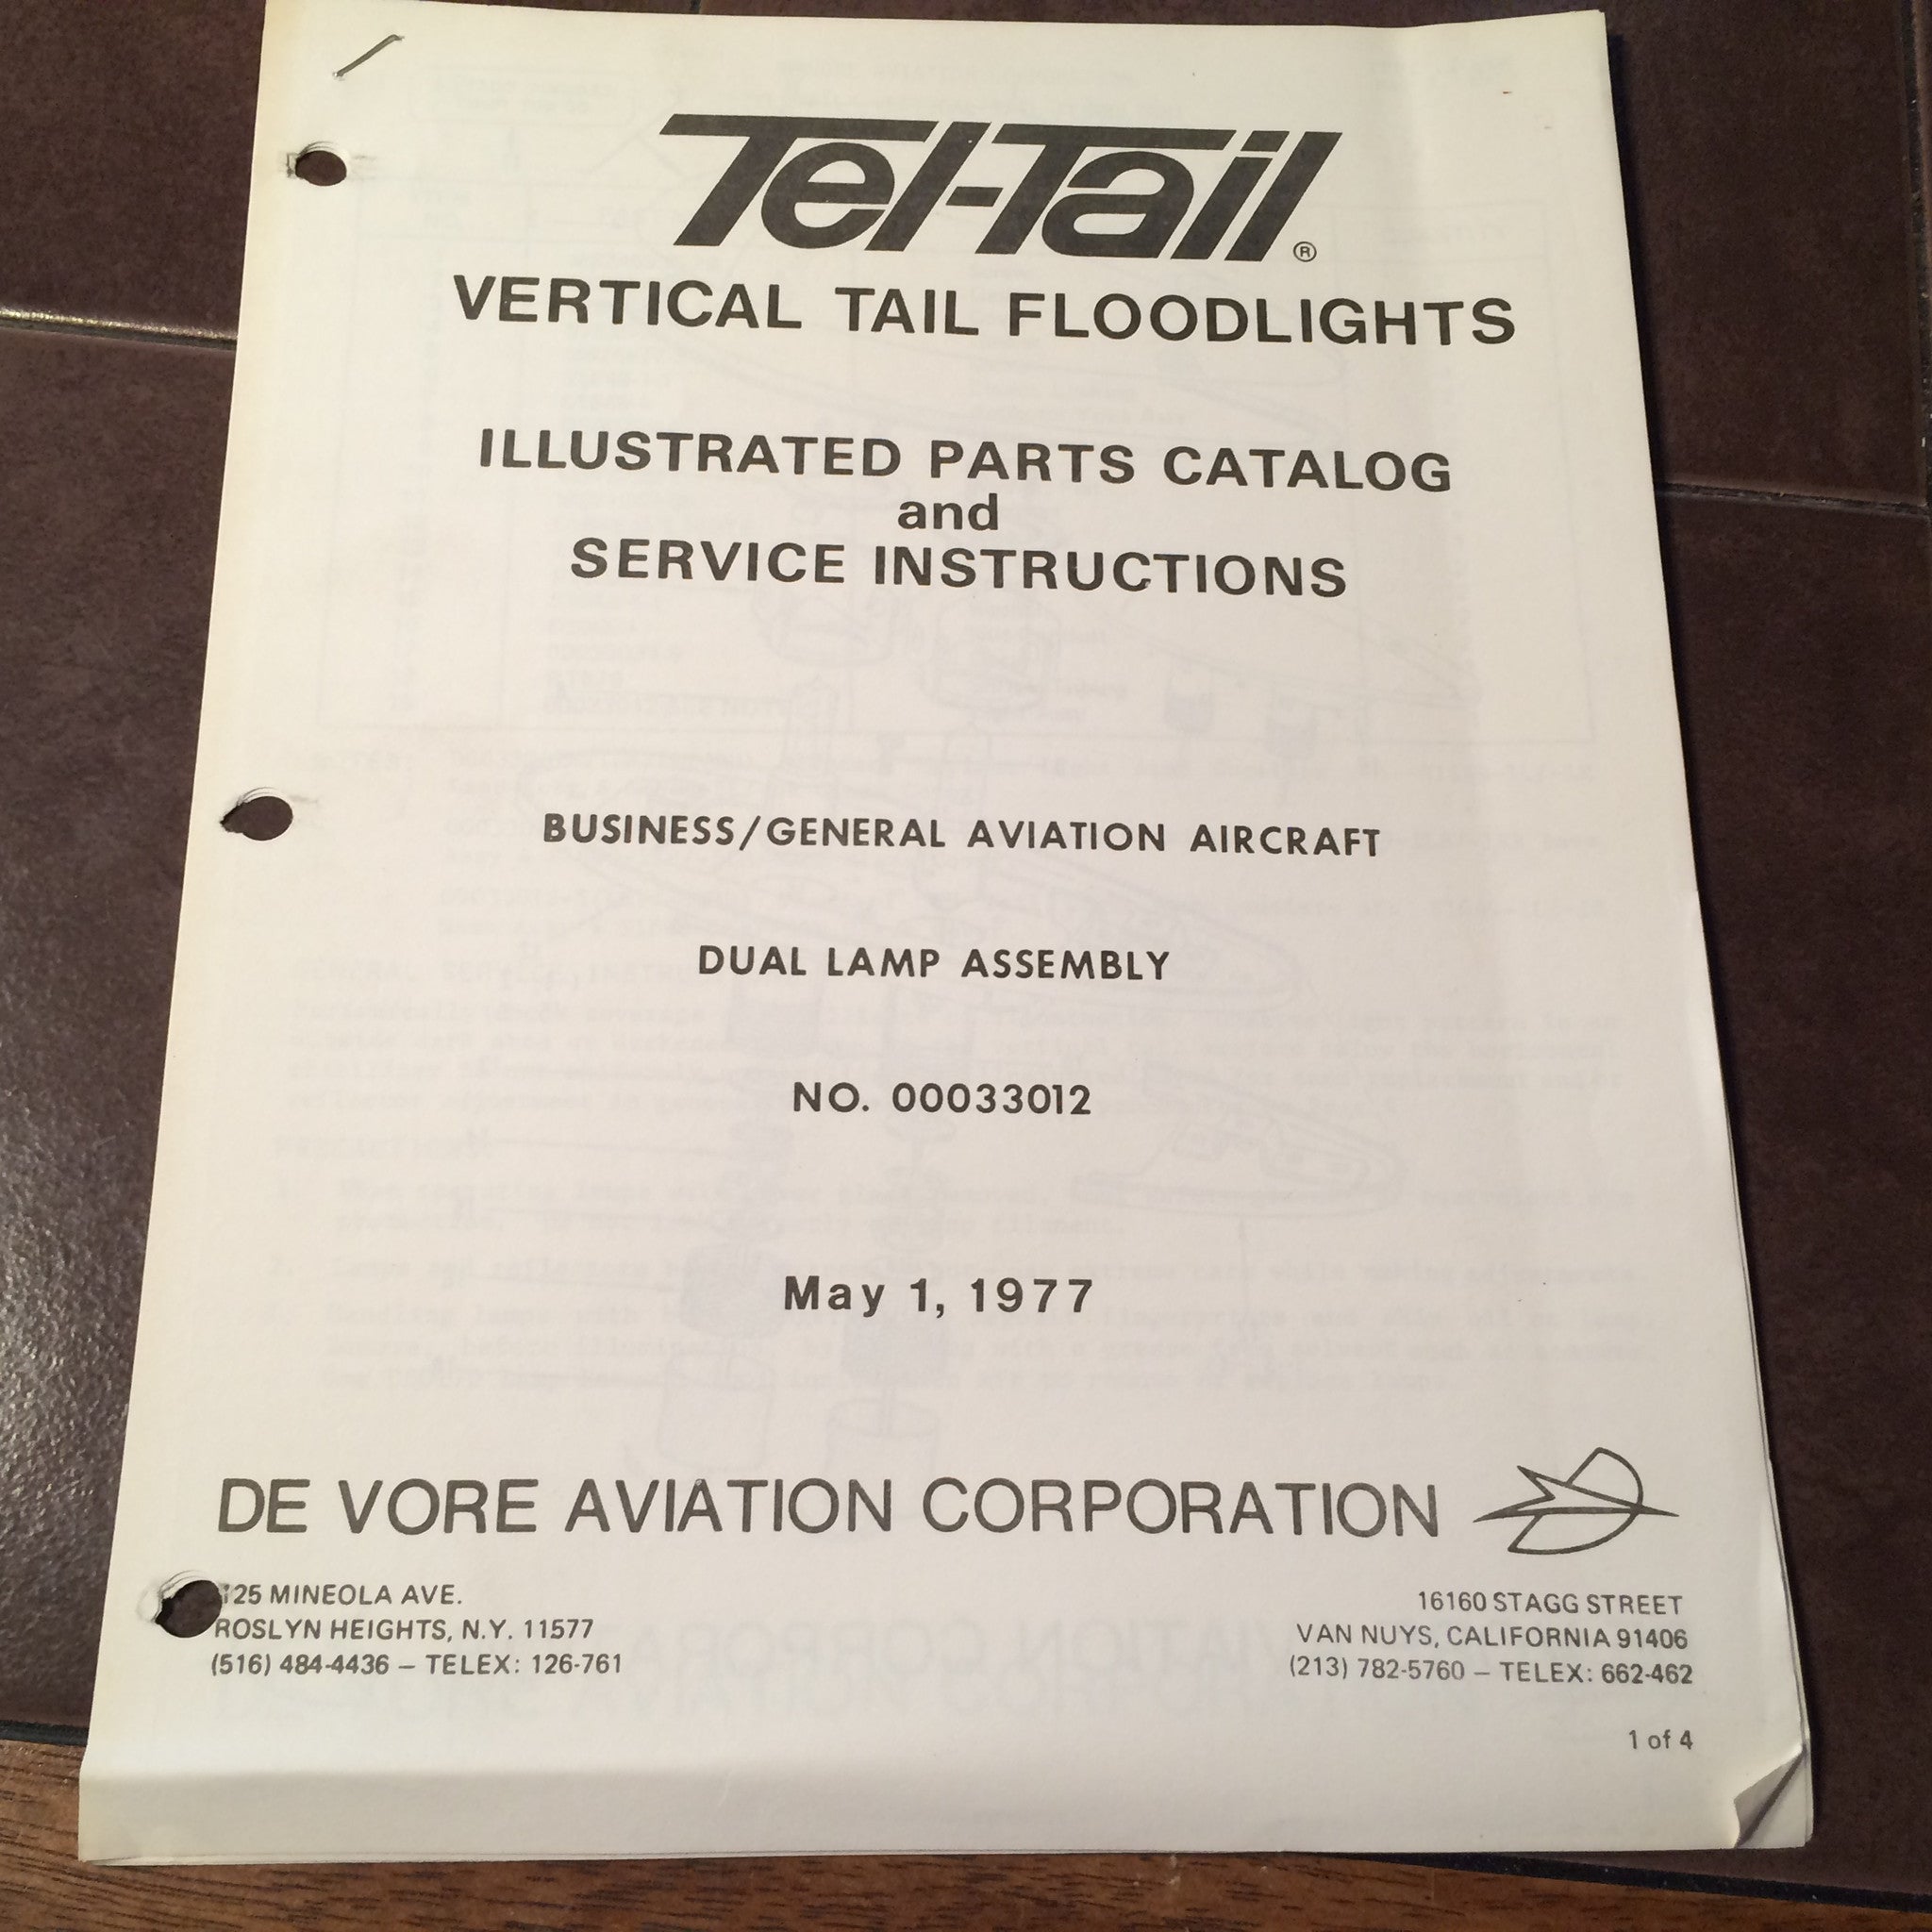 Tel-Tail®
VERTICAL TAIL FLOODLIGHTS
ILLUSTRATED PARTS CATALOG
and
SERVICE INSTRUCTIONS
BUSINESS/GENERAL AVIATION AIRCRAFT
DUAL LAMP ASSEMBLY
NO. 00033012
May 1, 1977
DE VORE AVIATION CORPORATION
125 MINEOLA AVE.
ROSLYN HEIGHTS, N.Y. 11577
(516) 484-4436 – TELEX: 126-761
16160 STAGG STREET
VAN NUYS, CALIFORNIA 91406
(213) 782-5760 – TELEX: 662-462
1 of 4